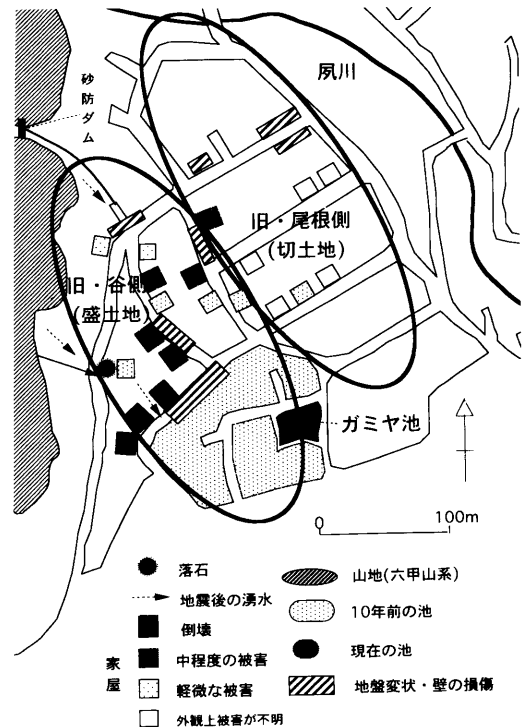 夙川
砂防ダム
旧・尾根側
(切土地)
旧・谷側
(盛土地)
ガミヤ池
0
100m
落石
地震後の湧水
家屋
倒壊
中程度の被害
軽微な被害
外観上被害が不明
山地(六甲山系)
10年前の池
現在の池
地盤変状・壁の損傷